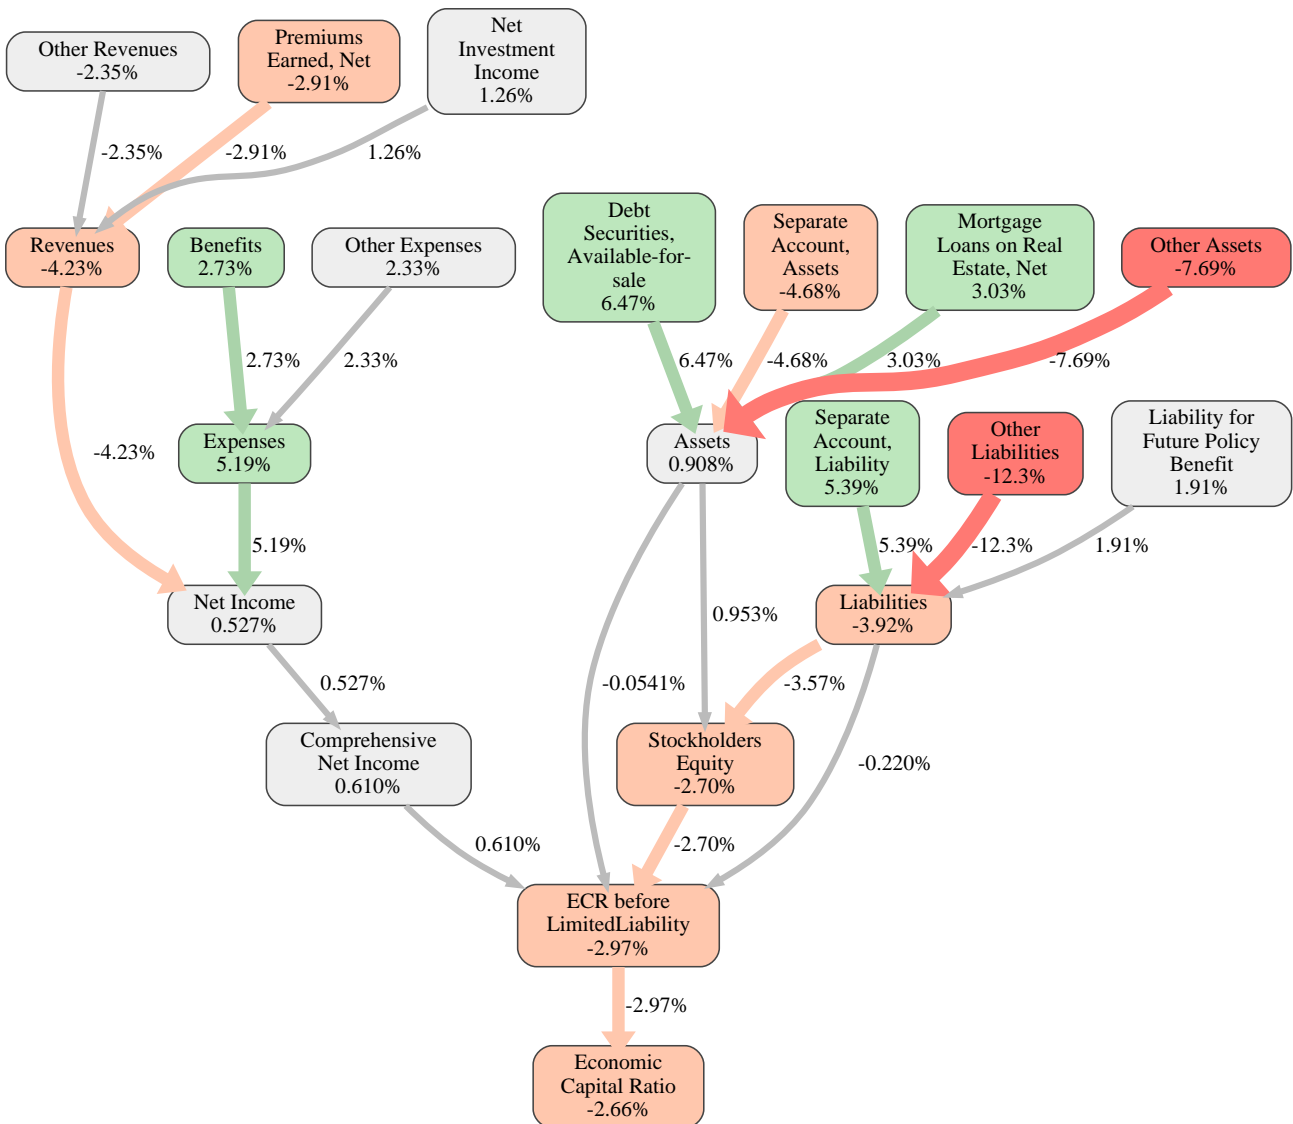 Other Revenues
-2.35%
Premiums
Earned, Net
-2.91%
Net
Investment
Income
1.26%
-2.35%
-2.91%
1.26%
Revenues
-4.23%
Benefits
2.73%
Other Expenses
2.33%
Debt
Securities,
Available-for-
sale
6.47%
Separate
Account,
Assets
-4.68%
Mortgage
Loans on Real
Estate, Net
3.03%
Other Assets
-7.69%
2.73%
2.33%
6.47%
-4.68%
3.03%
-7.69%
-4.23%
Expenses
5.19%
Assets
0.908%
Separate
Account,
Liability
5.39%
Other
Liabilities
-12.3%
Liability for
Future Policy
Benefit
1.91%
5.19%
5.39%
-12.3%
1.91%
Net Income
0.527%
0.953%
Liabilities
-3.92%
0.527%
-0.0541%
-3.57%
Comprehensive
Net Income
0.610%
Stockholders
Equity
-2.70%
-0.220%
0.610%
-2.70%
ECR before
LimitedLiability
-2.97%
-2.97%
Economic
Capital Ratio
-2.66%